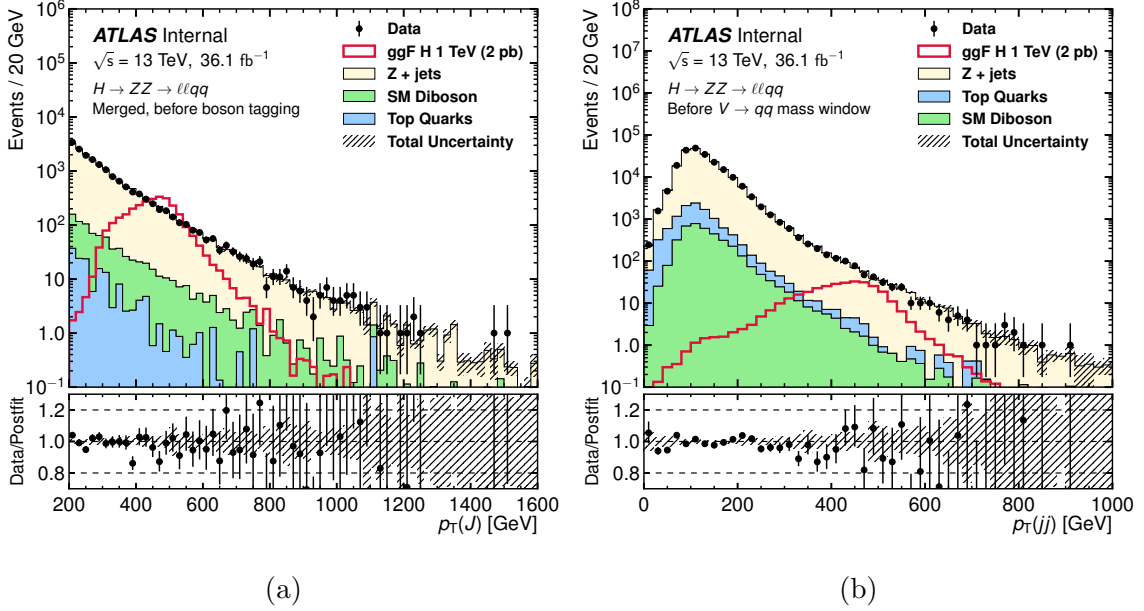 ATLAS Internal
√s = 13 TeV, 36.1 fb⁻¹
H → ZZ → ℓℓqq
Merged, before boson tagging
Data
ggF H 1 TeV (2 pb)
Z + jets
SM Diboson
Top Quarks
Total Uncertainty
Events / 20 GeV
10⁶
10⁵
10⁴
10³
10²
10
1.0
10⁻¹
Data/Postfit
1.2
1.0
0.8
200 400 600 800 1000 1200 1400 1600
p_T(J) [GeV]
(a)
ATLAS Internal
√s = 13 TeV, 36.1 fb⁻¹
H → ZZ → ℓℓqq
Before V → qq mass window
Data
ggF H 1 TeV (2 pb)
Z + jets
Top Quarks
SM Diboson
Total Uncertainty
Events / 20 GeV
10⁸
10⁷
10⁶
10⁵
10⁴
10³
10²
10
1.0
10⁻¹
Data/Postfit
1.2
1.0
0.8
0 200 400 600 800 1000
p_T(jj) [GeV]
(b)